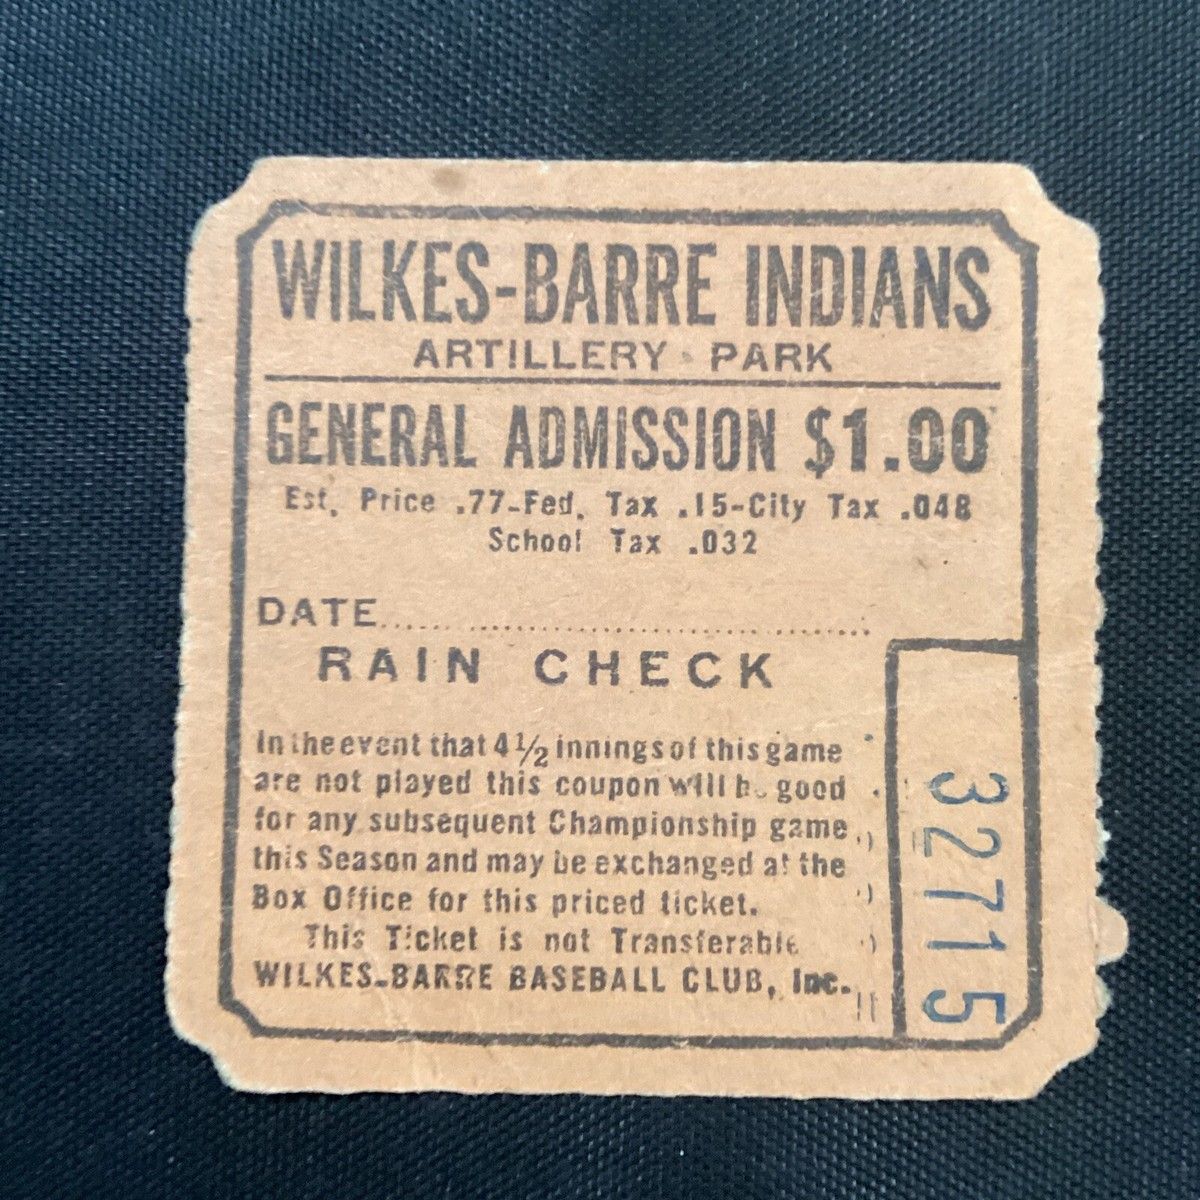 WILKES-BARRE INDIANS
ARTILLERY PARK
GENERAL ADMISSION $1.00
Est. Price .77-Fed. Tax .15-City Tax .048
School Tax .032
DATE
RAIN CHECK
In the event that 4½ innings of this game
are not played this coupon will be good
for any subsequent Championship game
this Season and may be exchanged at the
Box Office for this priced ticket.
This Ticket is not Transferable
WILKES-BARRE BASEBALL CLUB, Inc.
32715